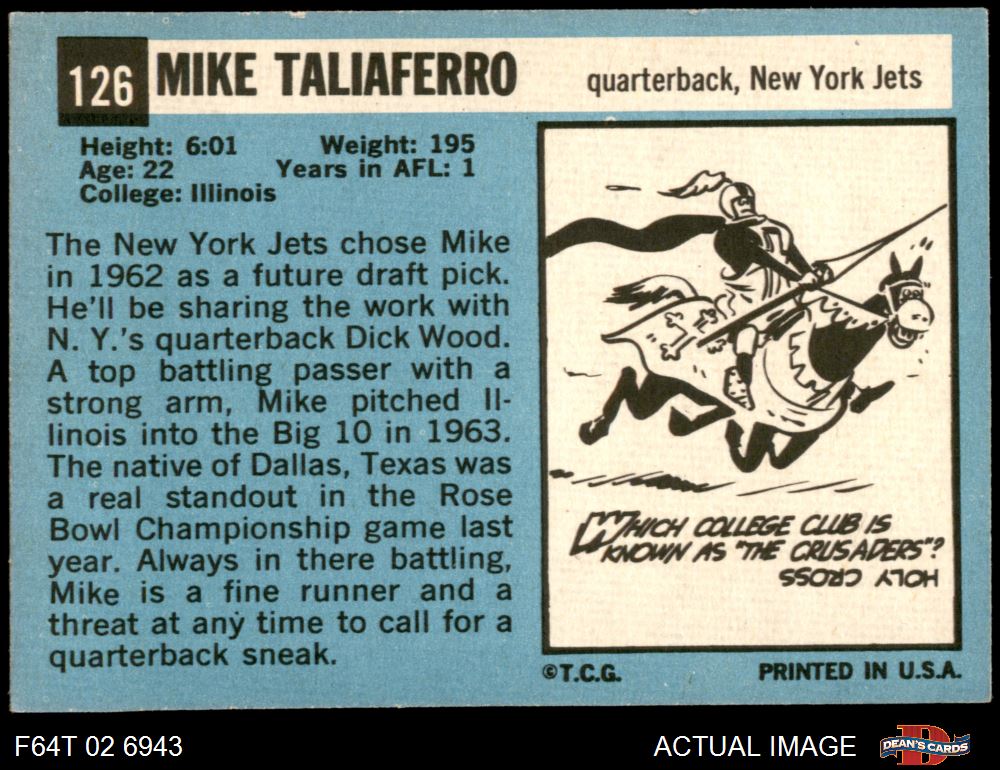 126 MIKE TALIAFERRO quarterback, New York Jets
Height: 6:01 Weight: 195
Age: 22 Years in AFL: 1
College: Illinois
The New York Jets chose Mike
in 1962 as a future draft pick.
He'll be sharing the work with
N. Y.'s quarterback Dick Wood.
A top battling passer with a
strong arm, Mike pitched Il-
linois into the Big 10 in 1963.
The native of Dallas, Texas was
a real standout in the Rose
Bowl Championship game last
year. Always in there battling,
Mike is a fine runner and a
threat at any time to call for a
quarterback sneak.
WHICH COLLEGE CLUB IS
KNOWN AS "THE CRUSADERS"?
HOLY CROSS
©T.C.G. PRINTED IN U.S.A.
F64T 02 6943 ACTUAL IMAGE DEAN'S CARDS